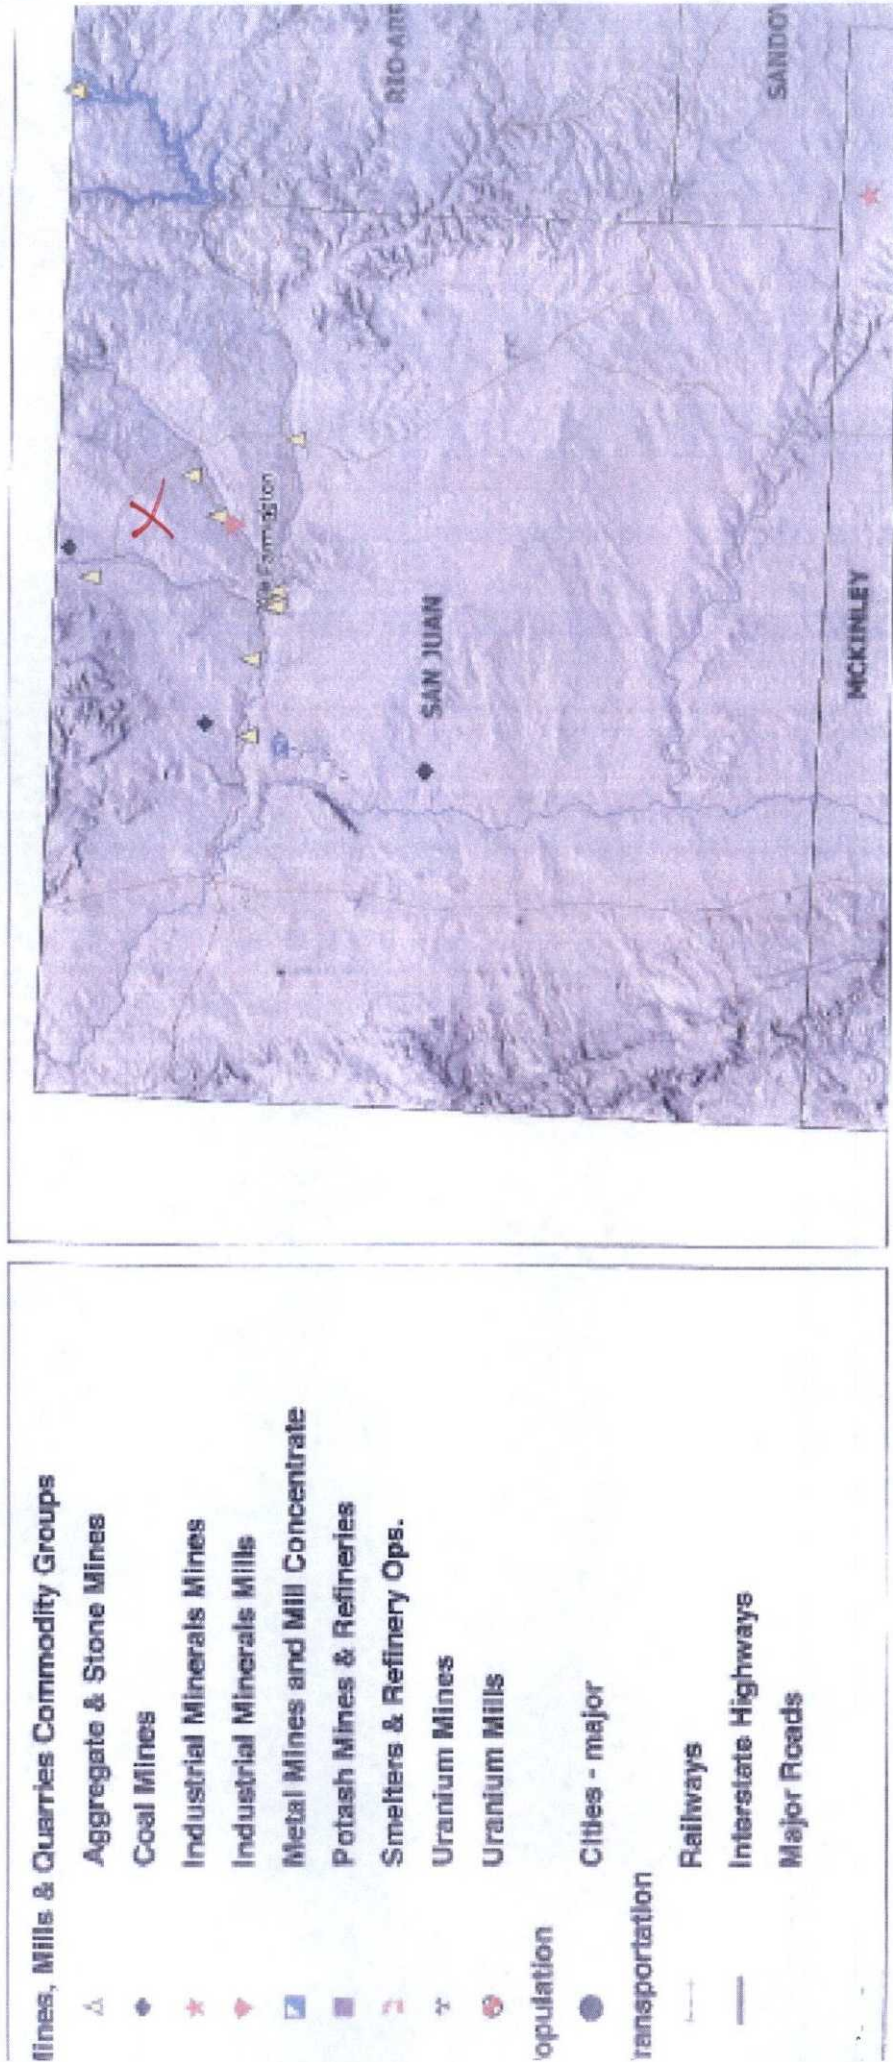 RIO ARR
SANDOV
Farmington
SAN JUAN
MCKINLEY
lines, Mills & Quarries Commodity Groups
Aggregate & Stone Mines
Coal Mines
Industrial Minerals Mines
Industrial Minerals Mills
Metal Mines and Mill Concentrate
Potash Mines & Refineries
Smelters & Refinery Ops.
Uranium Mines
Uranium Mills
opulation
Cities - major
ransportation
Railways
Interstate Highways
Major Roads